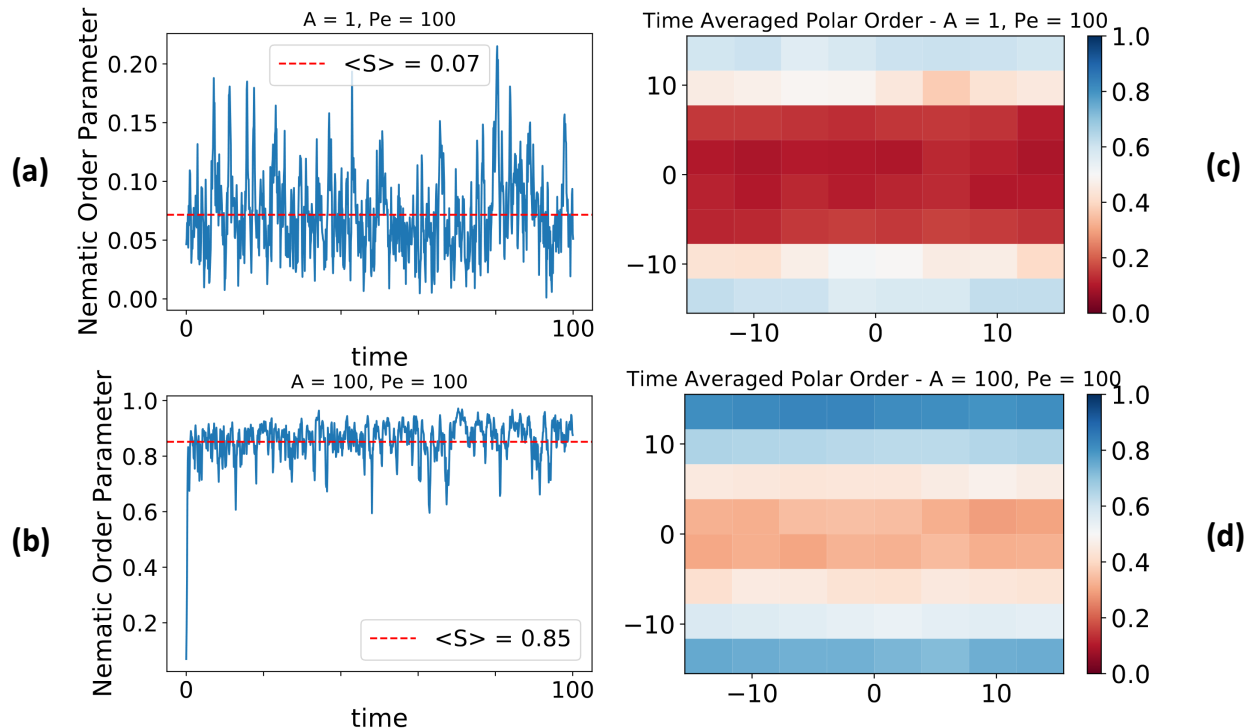 (a)
A = 1, Pe = 100
Nematic Order Parameter
0.20
0.15
0.10
0.05
0.00
<S> = 0.07
0
100
time
Time Averaged Polar Order - A = 1, Pe = 100
10
0
−10
−10
0
10
1.0
0.8
0.6
0.4
0.2
0.0
(c)
(b)
A = 100, Pe = 100
Nematic Order Parameter
1.0
0.8
0.6
0.4
0.2
<S> = 0.85
0
100
time
Time Averaged Polar Order - A = 100, Pe = 100
10
0
−10
−10
0
10
1.0
0.8
0.6
0.4
0.2
0.0
(d)